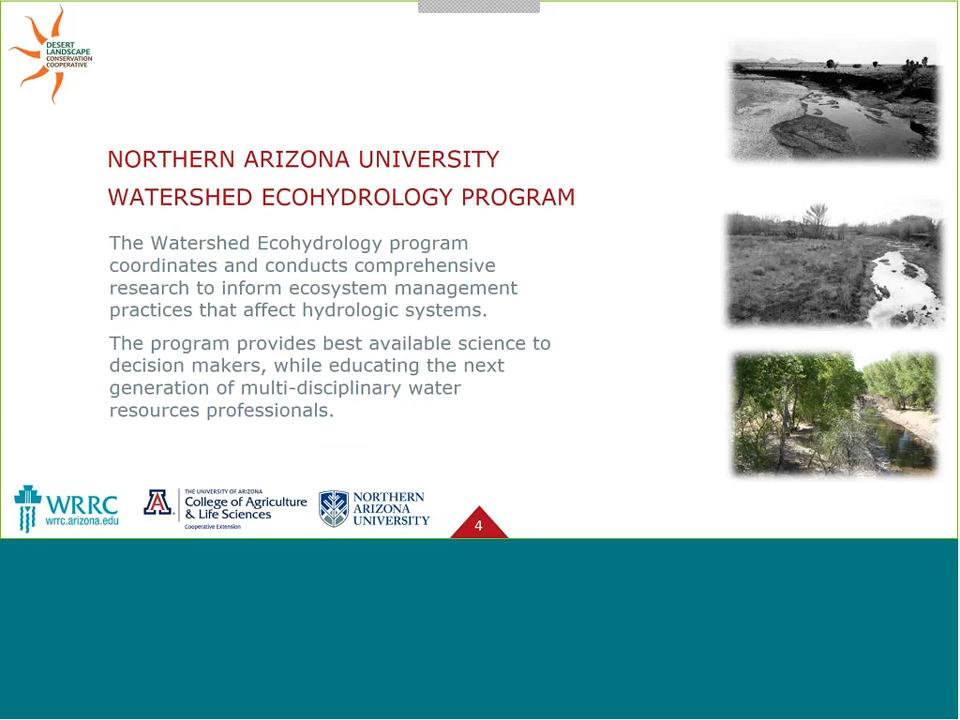 DESERT
LANDSCAPE
CONSERVATION
COOPERATIVE
NORTHERN ARIZONA UNIVERSITY
WATERSHED ECOHYDROLOGY PROGRAM
The Watershed Ecohydrology program
coordinates and conducts comprehensive
research to inform ecosystem management
practices that affect hydrologic systems.
The program provides best available science to
decision makers, while educating the next
generation of multi-disciplinary water
resources professionals.
WRRC
wrrc.arizona.edu
A
THE UNIVERSITY OF ARIZONA
College of Agriculture
& Life Sciences
Cooperative Extension
NORTHERN
ARIZONA
UNIVERSITY
4